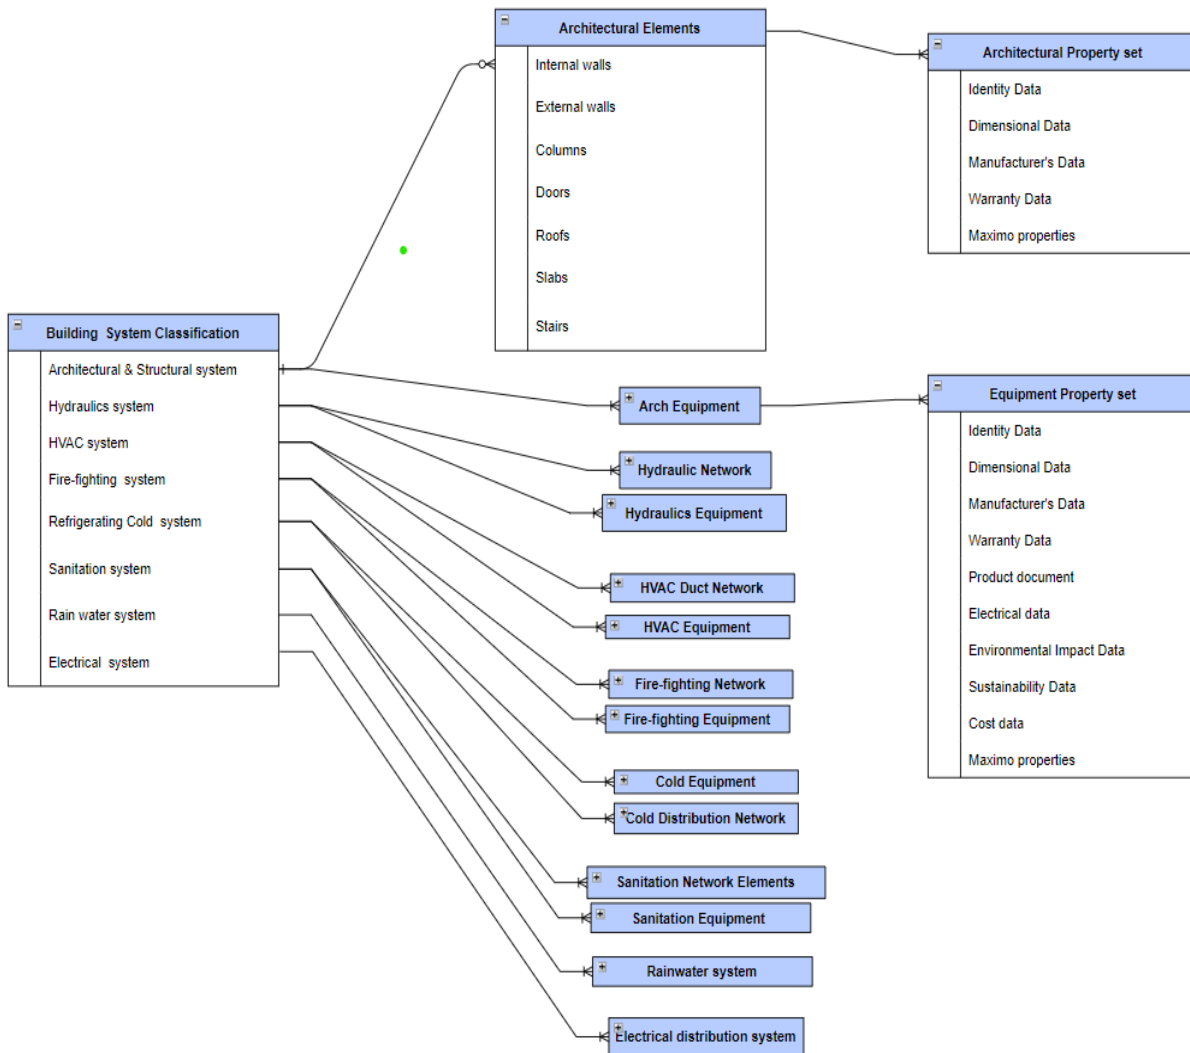 Architectural Elements
Internal walls
External walls
Columns
Doors
Roofs
Slabs
Stairs
Architectural Property set
Identity Data
Dimensional Data
Manufacturer's Data
Warranty Data
Maximo properties
Building System Classification
Architectural & Structural system
Hydraulics system
HVAC system
Fire-fighting system
Refrigerating Cold system
Sanitation system
Rain water system
Electrical system
Arch Equipment
Hydraulic Network
Hydraulics Equipment
HVAC Duct Network
HVAC Equipment
Fire-fighting Network
Fire-fighting Equipment
Cold Equipment
Cold Distribution Network
Sanitation Network Elements
Sanitation Equipment
Rainwater system
Electrical distribution system
Equipment Property set
Identity Data
Dimensional Data
Manufacturer's Data
Warranty Data
Product document
Electrical data
Environmental Impact Data
Sustainability Data
Cost data
Maximo properties